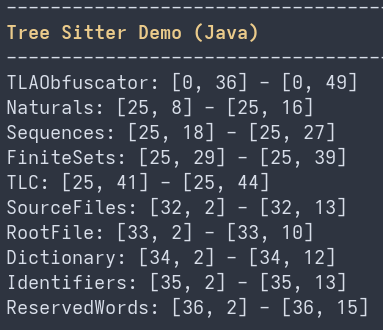 -----------------------------------
Tree Sitter Demo (Java)
-----------------------------------
TLAObfuscator: [0, 36] - [0, 49]
Naturals: [25, 8] - [25, 16]
Sequences: [25, 18] - [25, 27]
FiniteSets: [25, 29] - [25, 39]
TLC: [25, 41] - [25, 44]
SourceFiles: [32, 2] - [32, 13]
RootFile: [33, 2] - [33, 10]
Dictionary: [34, 2] - [34, 12]
Identifiers: [35, 2] - [35, 13]
ReservedWords: [36, 2] - [36, 15]